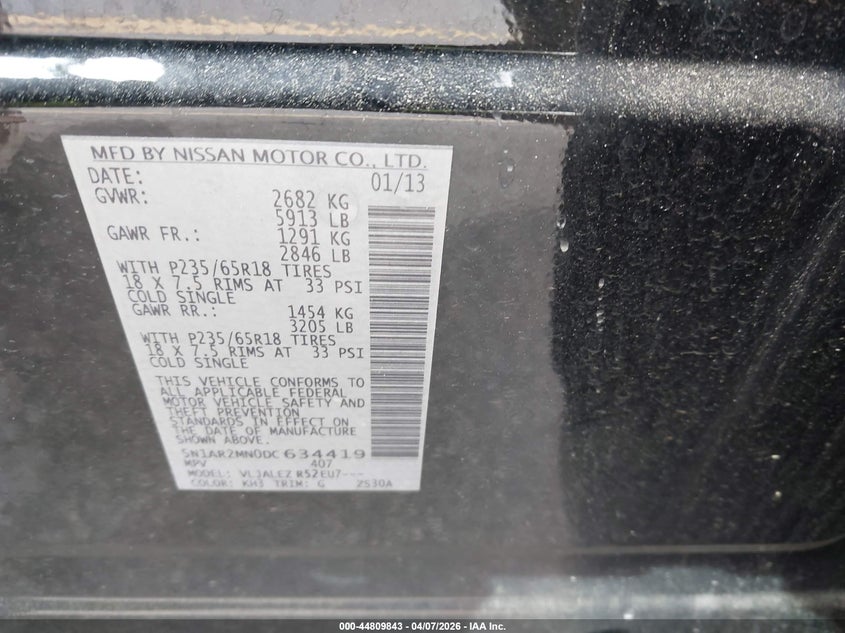 MFD BY NISSAN MOTOR CO., LTD.
DATE: 01/13
GVWR: 2682 KG
5913 LB
GAWR FR.: 1291 KG
2846 LB
WITH P235/65R18 TIRES
18 X 7.5 RIMS AT 33 PSI
COLD SINGLE
GAWR RR.: 1454 KG
3205 LB
WITH P235/65R18 TIRES
18 X 7.5 RIMS AT 33 PSI
COLD SINGLE
THIS VEHICLE CONFORMS TO
ALL APPLICABLE FEDERAL
MOTOR VEHICLE SAFETY AND
THEFT PREVENTION
STANDARDS IN EFFECT ON
THE DATE OF MANUFACTURE
SHOWN ABOVE.
5N1AR2MN0DC 634419
MPV 407
MODEL: VLJALEZ R52EU7---
COLOR: KH3 TRIM: G 2S30A
000-44809843 - 04/07/2026 - IAA Inc.